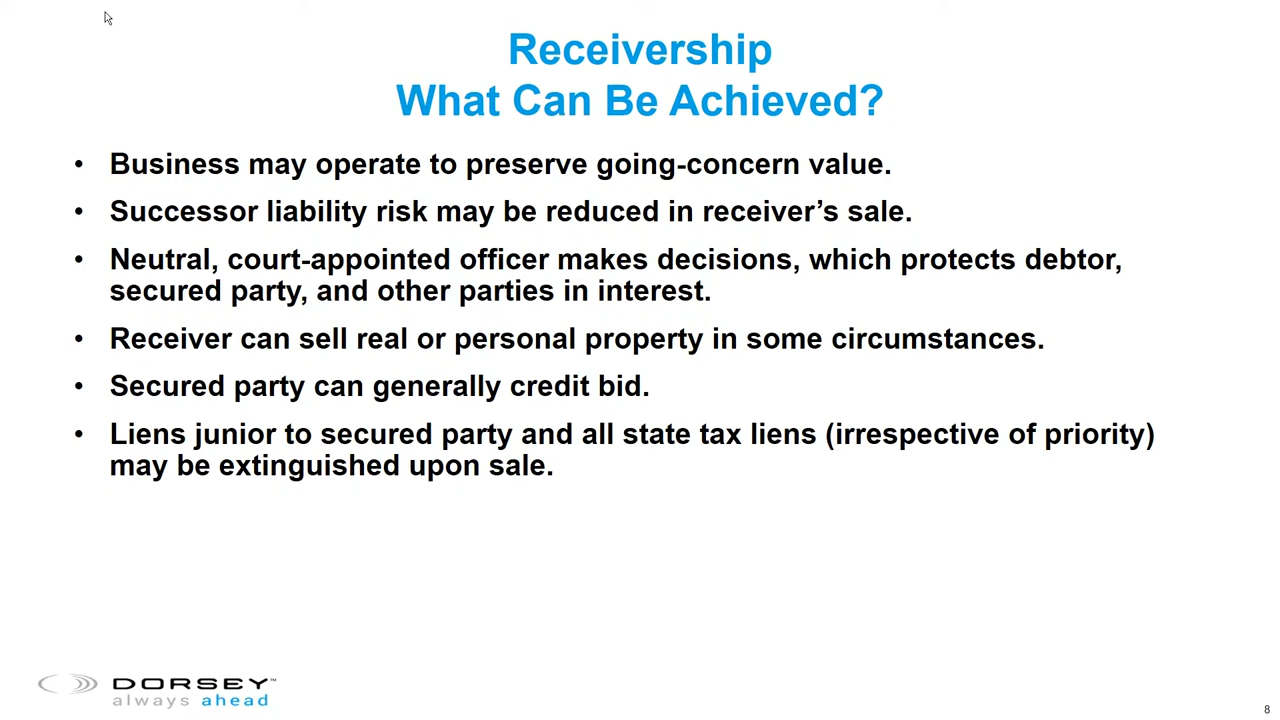 Receivership
What Can Be Achieved?
• Business may operate to preserve going-concern value.
• Successor liability risk may be reduced in receiver’s sale.
• Neutral, court-appointed officer makes decisions, which protects debtor,
secured party, and other parties in interest.
• Receiver can sell real or personal property in some circumstances.
• Secured party can generally credit bid.
• Liens junior to secured party and all state tax liens (irrespective of priority)
may be extinguished upon sale.
DORSEY™
always ahead
8